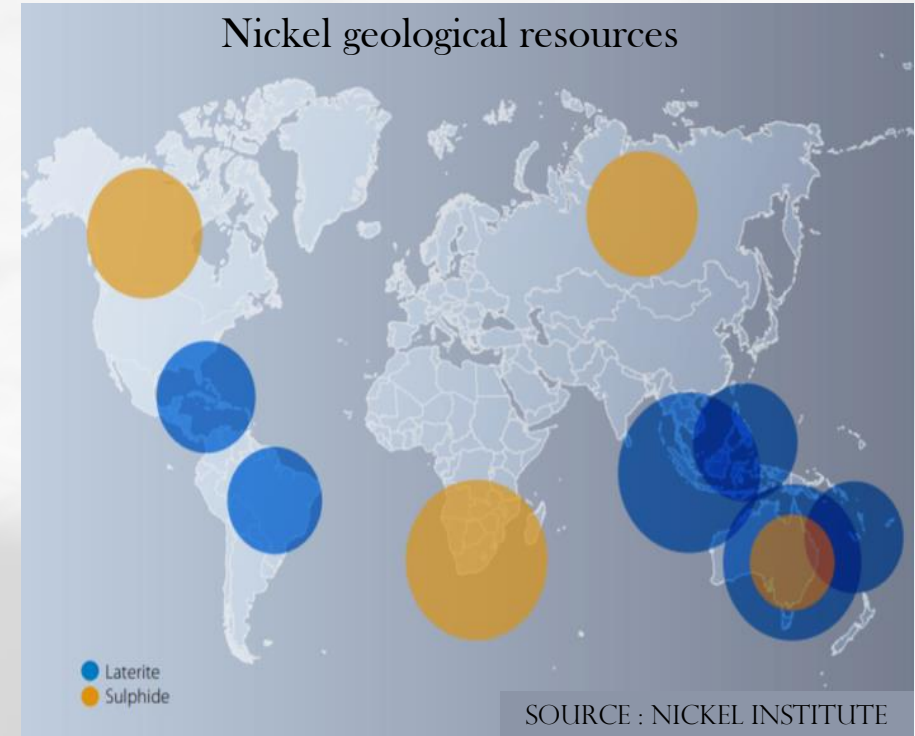 Nickel geological resources
Laterite
Sulphide
SOURCE : NICKEL INSTITUTE